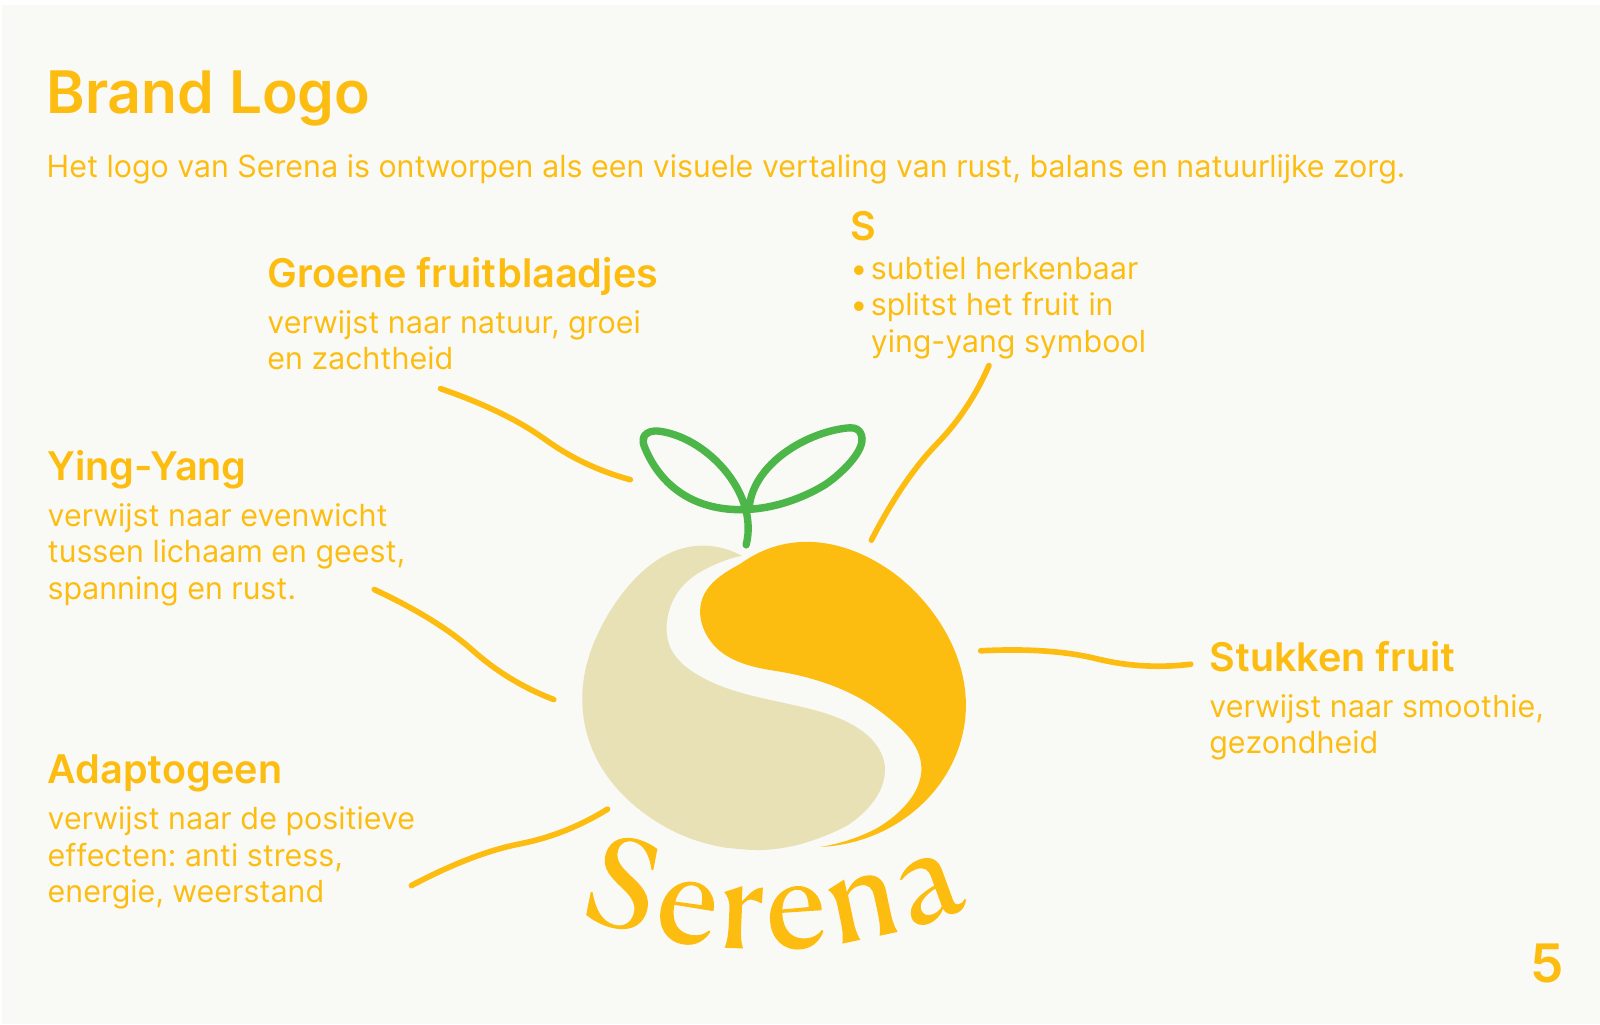 Brand Logo
Het logo van Serena is ontworpen als een visuele vertaling van rust, balans en natuurlijke zorg.
S
• subtiel herkenbaar
• splitst het fruit in
ying-yang symbool
Groene fruitblaadjes
verwijst naar natuur, groei
en zachtheid
Ying-Yang
verwijst naar evenwicht
tussen lichaam en geest,
spanning en rust.
Stukken fruit
verwijst naar smoothie,
gezondheid
Adaptogeen
verwijst naar de positieve
effecten: anti stress,
energie, weerstand
Serena
5